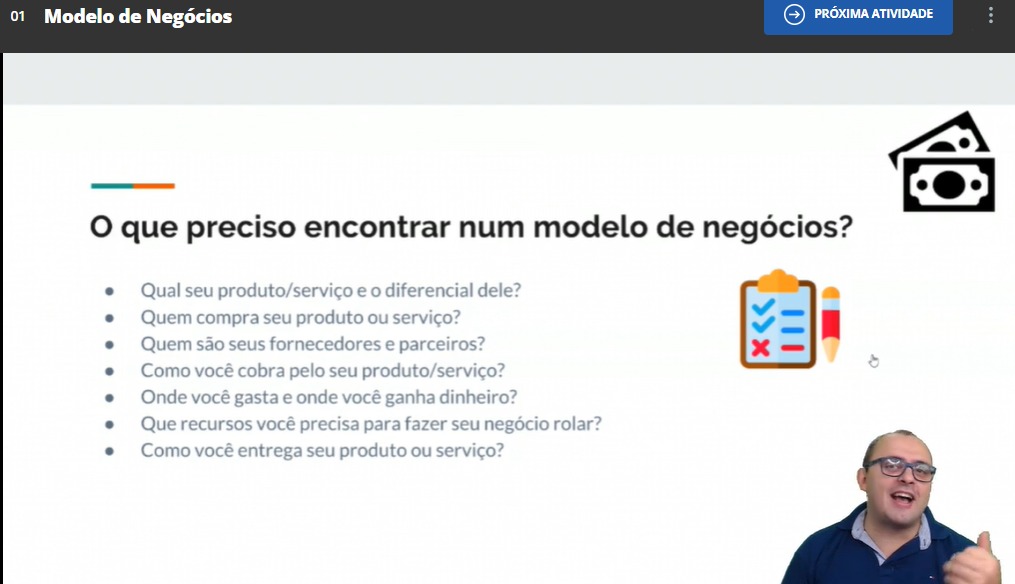 01 Modelo de Negócios
PRÓXIMA ATIVIDADE
O que preciso encontrar num modelo de negócios?
• Qual seu produto/serviço e o diferencial dele?
• Quem compra seu produto ou serviço?
• Quem são seus fornecedores e parceiros?
• Como você cobra pelo seu produto/serviço?
• Onde você gasta e onde você ganha dinheiro?
• Que recursos você precisa para fazer seu negócio rolar?
• Como você entrega seu produto ou serviço?